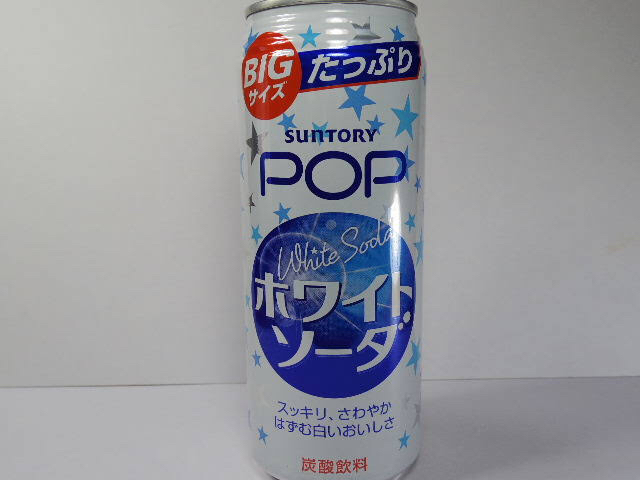 BIG
サイズ
たっぷり
SUNTORY
POP
White Soda
ホワイト
ソーダ
スッキリ、さわやか
はずむ白いおいしさ
炭酸飲料